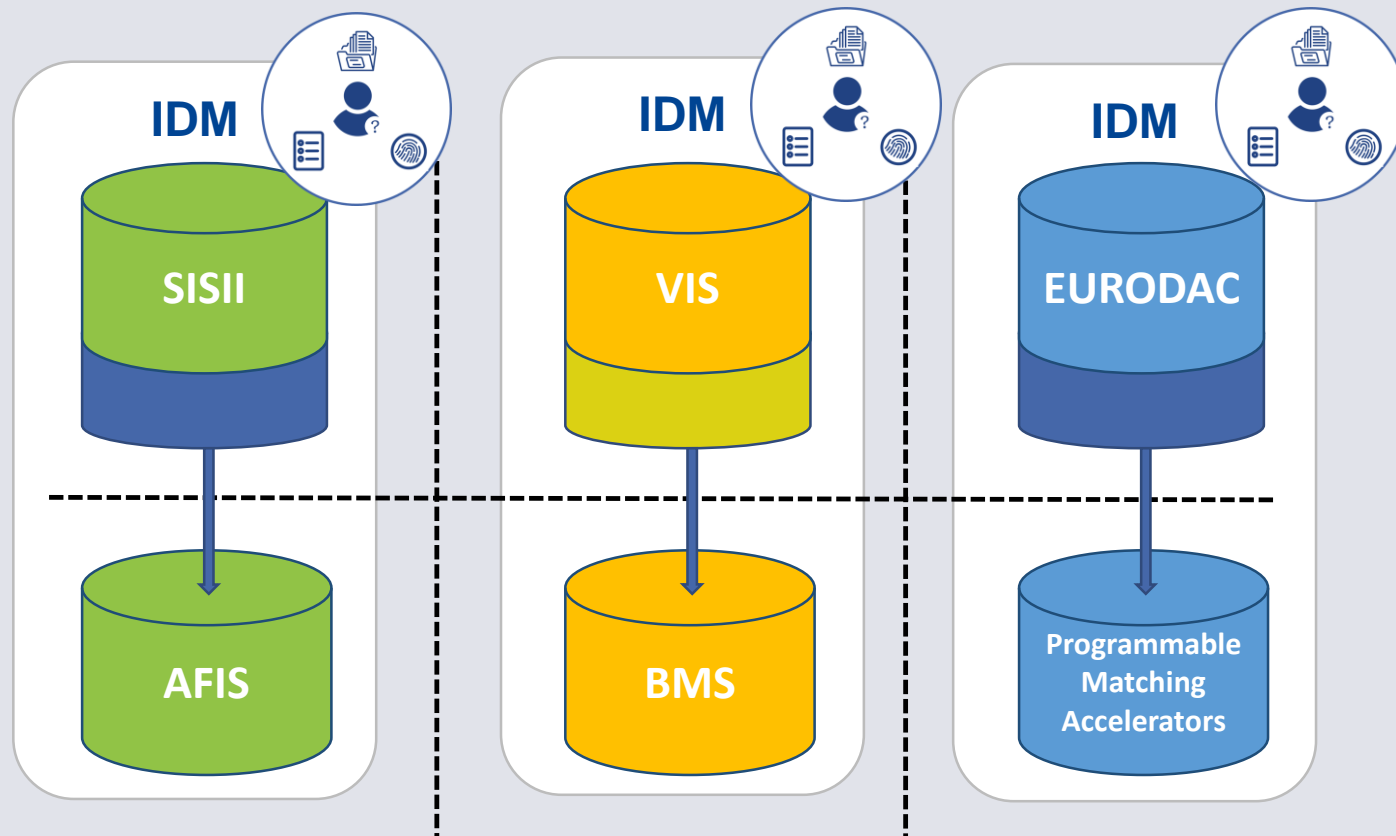 IDM
IDM
IDM
?
?
?
SISII
VIS
EURODAC
AFIS
BMS
Programmable
Matching
Accelerators